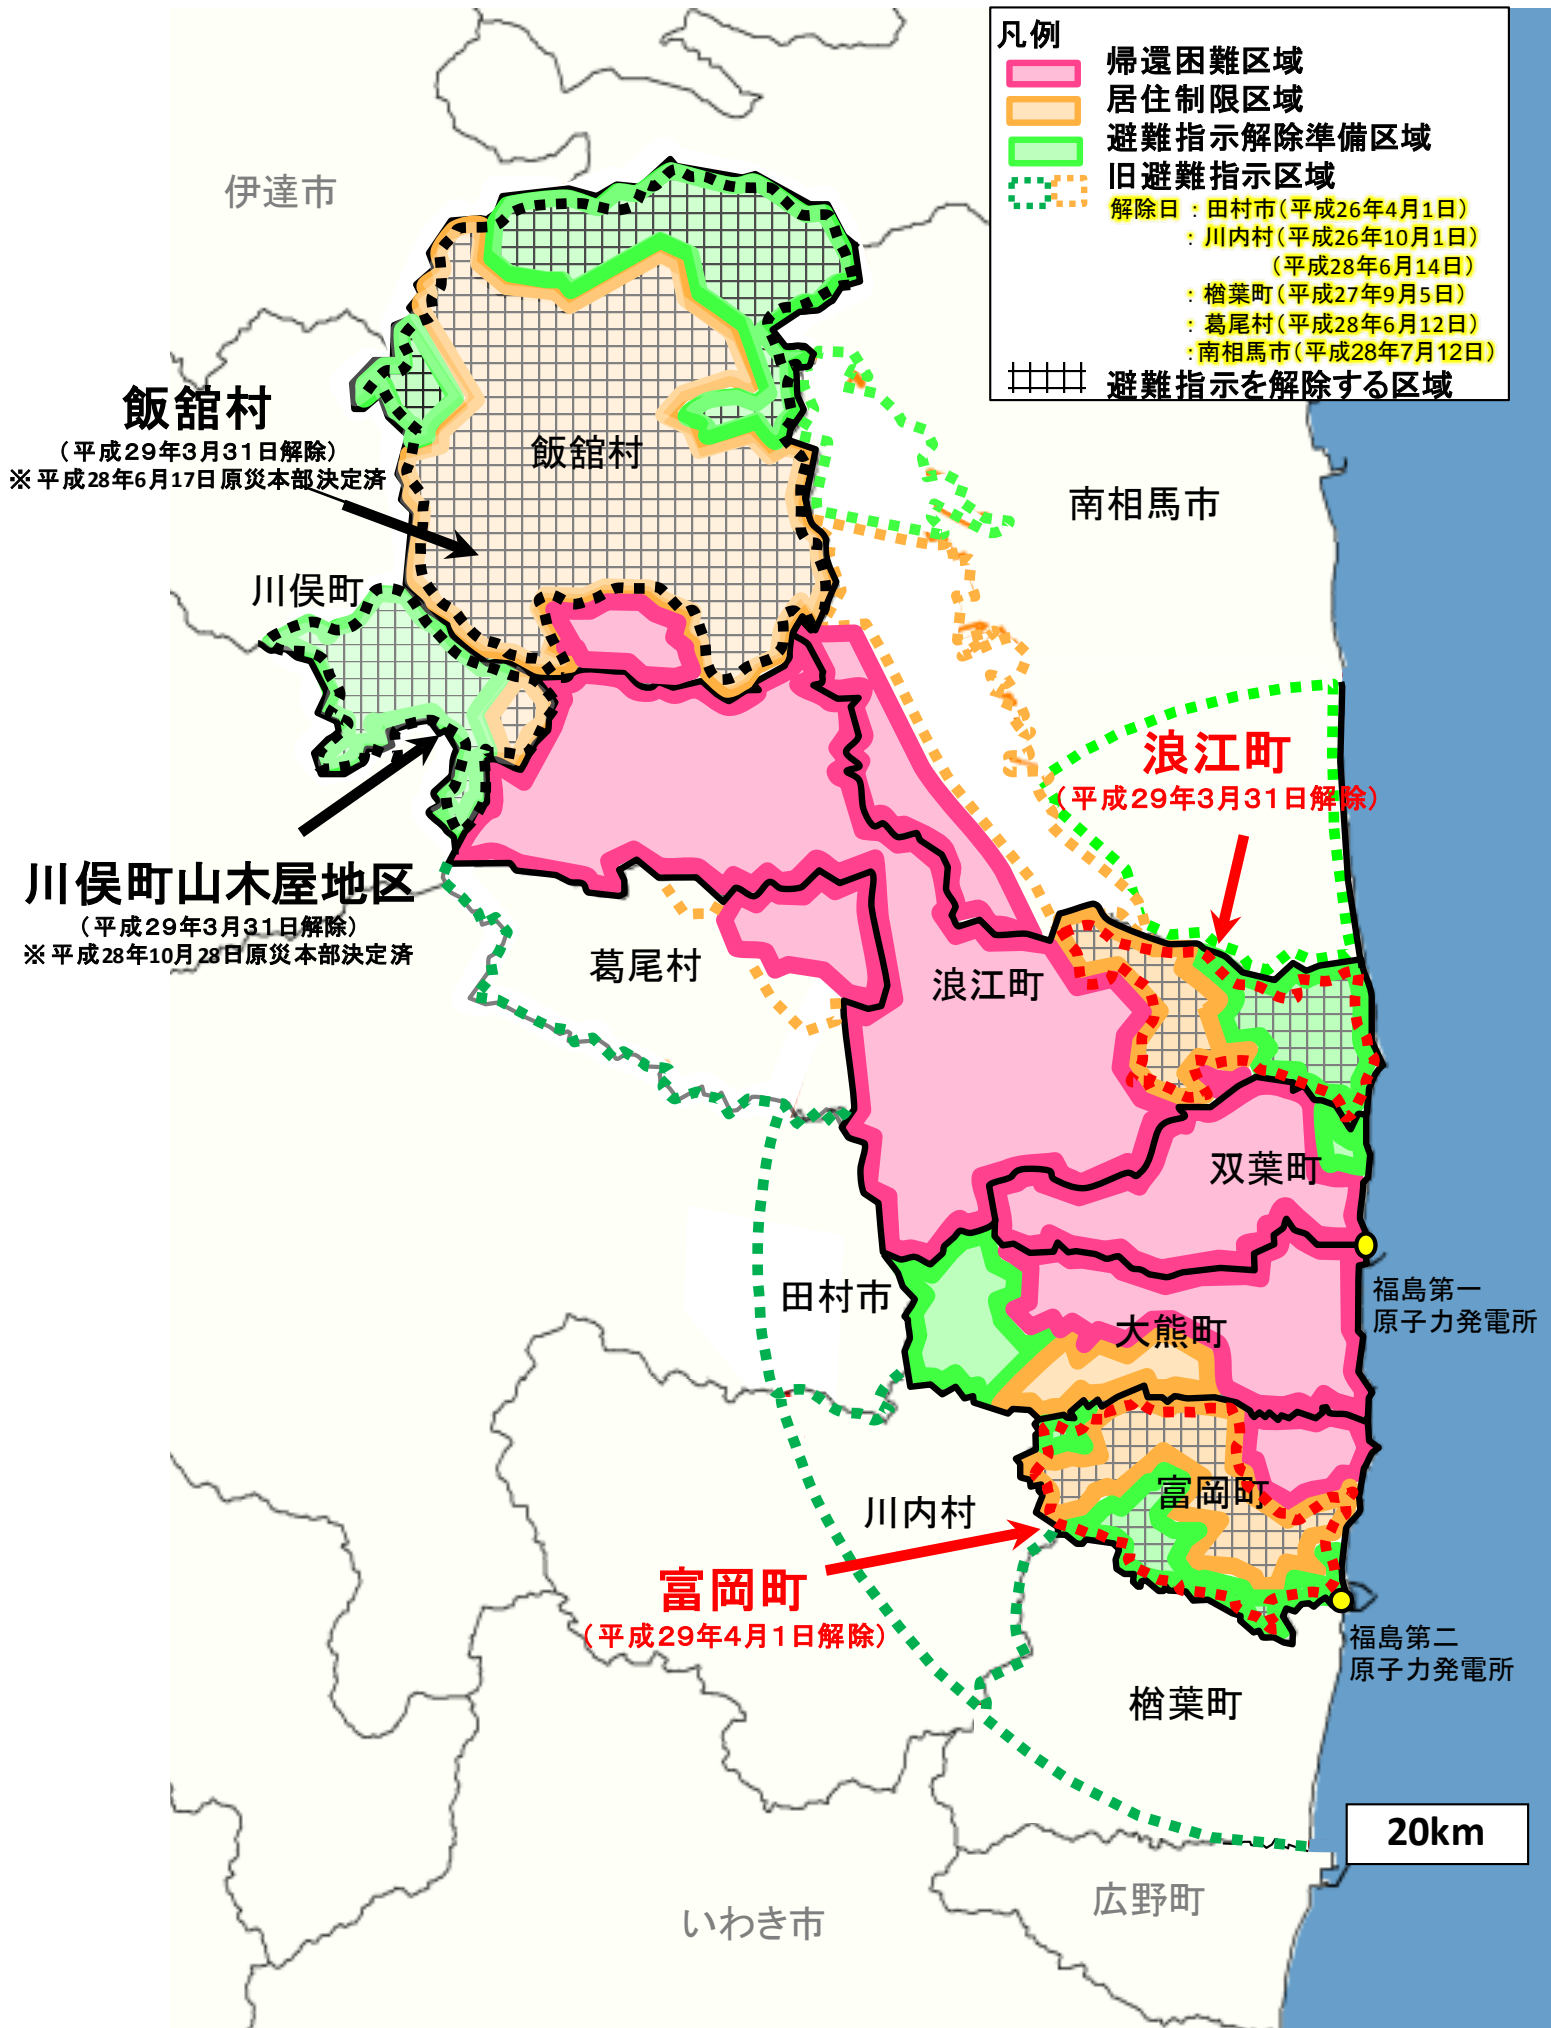 凡例
帰還困難区域
居住制限区域
避難指示解除準備区域
旧避難指示区域
解除日：田村市(平成26年4月1日)
：川内村(平成26年10月1日)
(平成28年6月14日)
：楢葉町(平成27年9月5日)
：葛尾村(平成28年6月12日)
：南相馬市(平成28年7月12日)
避難指示を解除する区域
伊達市
飯舘村
（平成29年3月31日解除）
※平成28年6月17日原災本部決定済
飯舘村
南相馬市
川俣町
浪江町
（平成29年3月31日解除）
川俣町山木屋地区
（平成29年3月31日解除）
※平成28年10月28日原災本部決定済
葛尾村
浪江町
双葉町
田村市
福島第一
原子力発電所
大熊町
富岡町
川内村
富岡町
（平成29年4月1日解除）
福島第二
原子力発電所
楢葉町
20km
広野町
いわき市